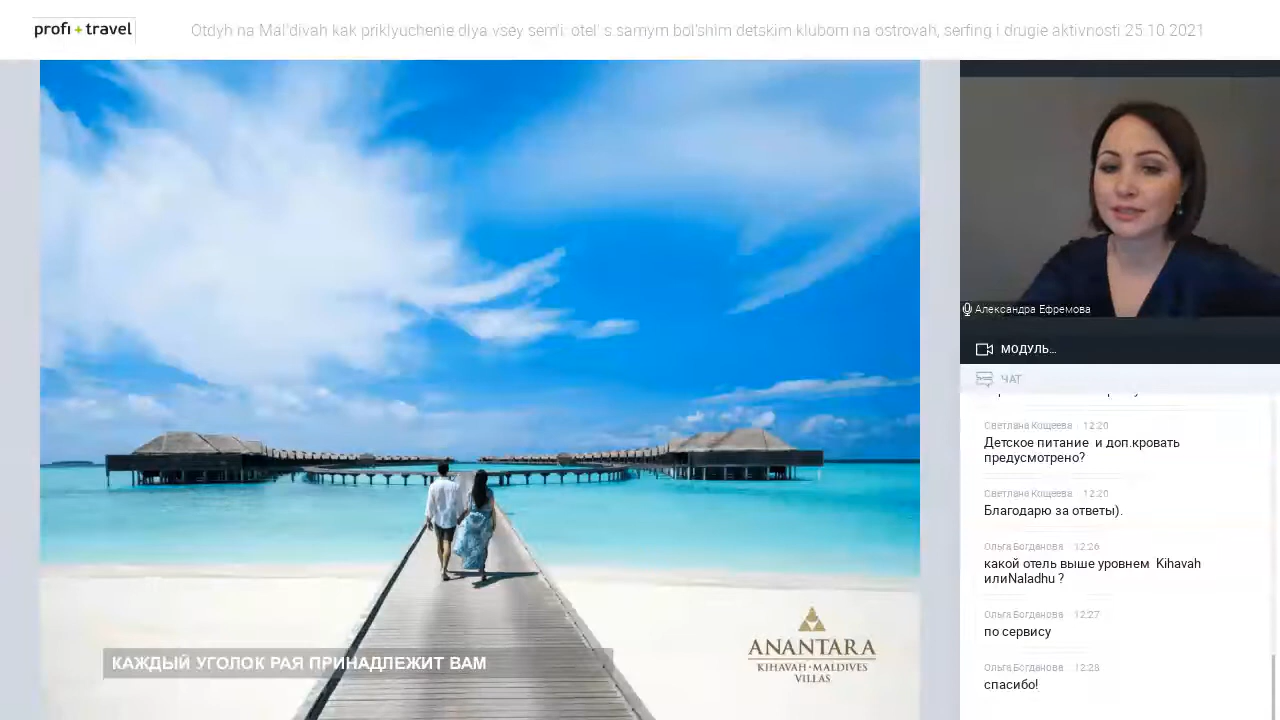 profi + travel
Otdyh na Mal'divah kak priklyuchenie dlya vsey sem'i: otel' s samym bol'shim detskim klubom na ostrovah, serfing i drugie aktivnosti 25.10.2021
Александра Ефремова
МОДУЛЬ...
ЧАТ
Светлана Кощеева 12:20
Детское питание и доп.кровать
предусмотрено?
Светлана Кощеева 12:20
Благодарю за ответы).
Ольга Богданова 12:26
какой отель выше уровнем Kihavah
илиNaladhu ?
Ольга Богданова 12:27
по сервису
Ольга Богданова 12:28
спасибо!
КАЖДЫЙ УГОЛОК РАЯ ПРИНАДЛЕЖИТ ВАМ
ANANTARA
KIHAVAH·MALDIVES
VILLAS